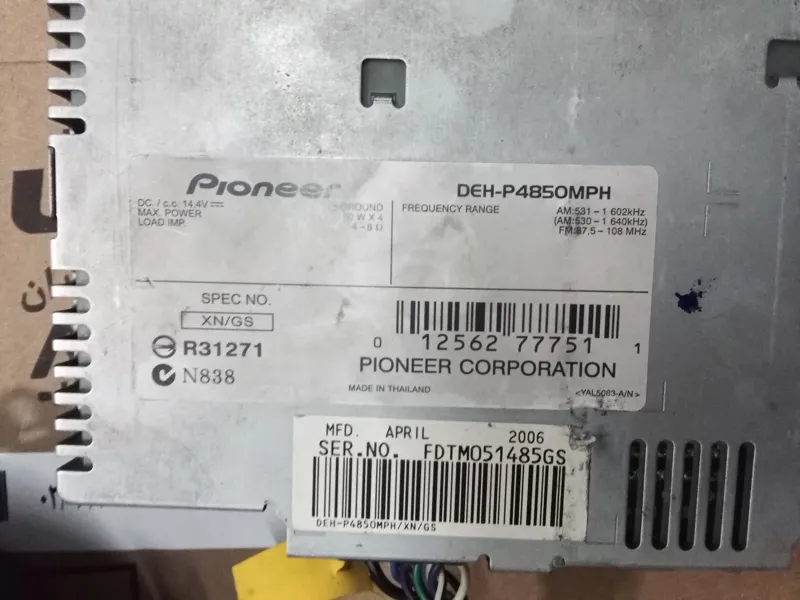 Pioneer
DC / c.c. 14.4V GROUND
MAX. POWER W X 4
LOAD IMP. 4-8 Ω
DEH-P4850MPH
FREQUENCY RANGE AM:531-1 602kHz
(AM:530-1 640kHz)
FM:87.5-108 MHz
SPEC NO.
XN/GS
R31271
N838
0 12562 77751 1
PIONEER CORPORATION
MADE IN THAILAND
<YAL5083-A/N>
MFD. APRIL 2006
SER.NO. FDTM051485GS
DEH-P4850MPH/XN/GS